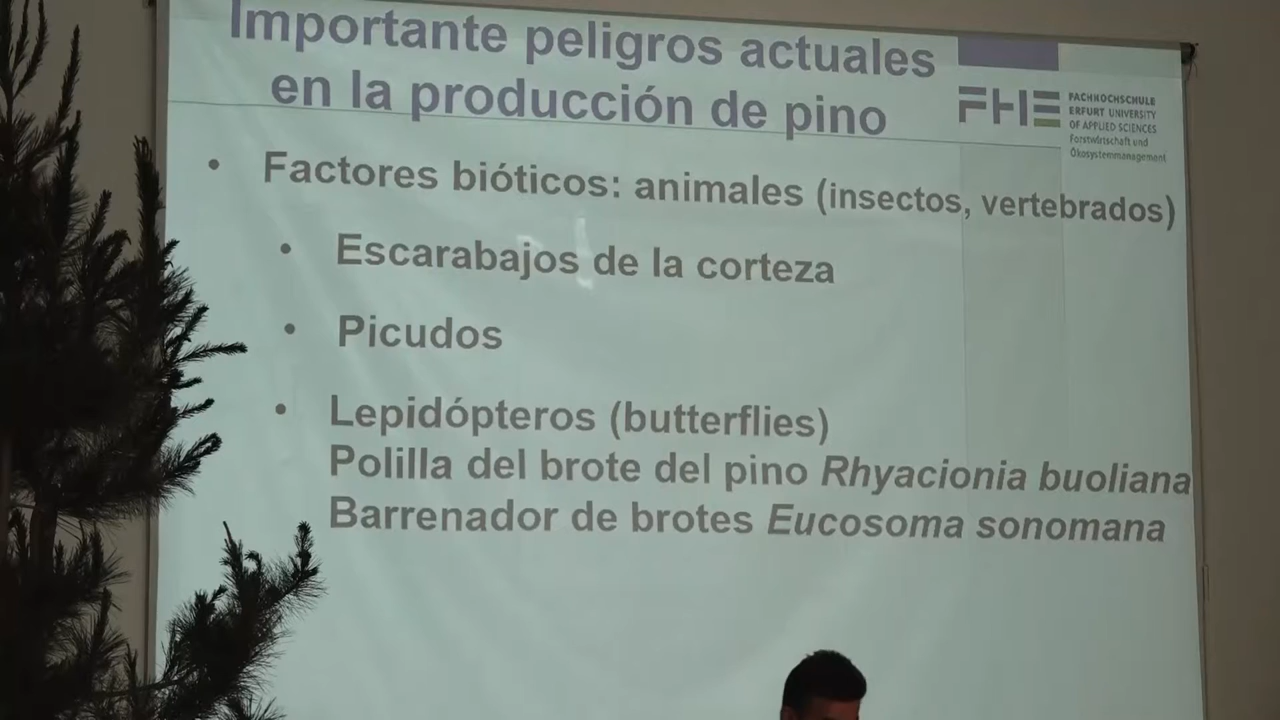 Importante peligros actuales
en la producción de pino
FHE
FACHHOCHSCHULE
ERFURT UNIVERSITY
OF APPLIED SCIENCES
Forstwirtschaft und
Ökosystemmanagement
• Factores bióticos: animales (insectos, vertebrados)
• Escarabajos de la corteza
• Picudos
• Lepidópteros (butterflies)
Polilla del brote del pino Rhyacionia buoliana
Barrenador de brotes Eucosoma sonomana